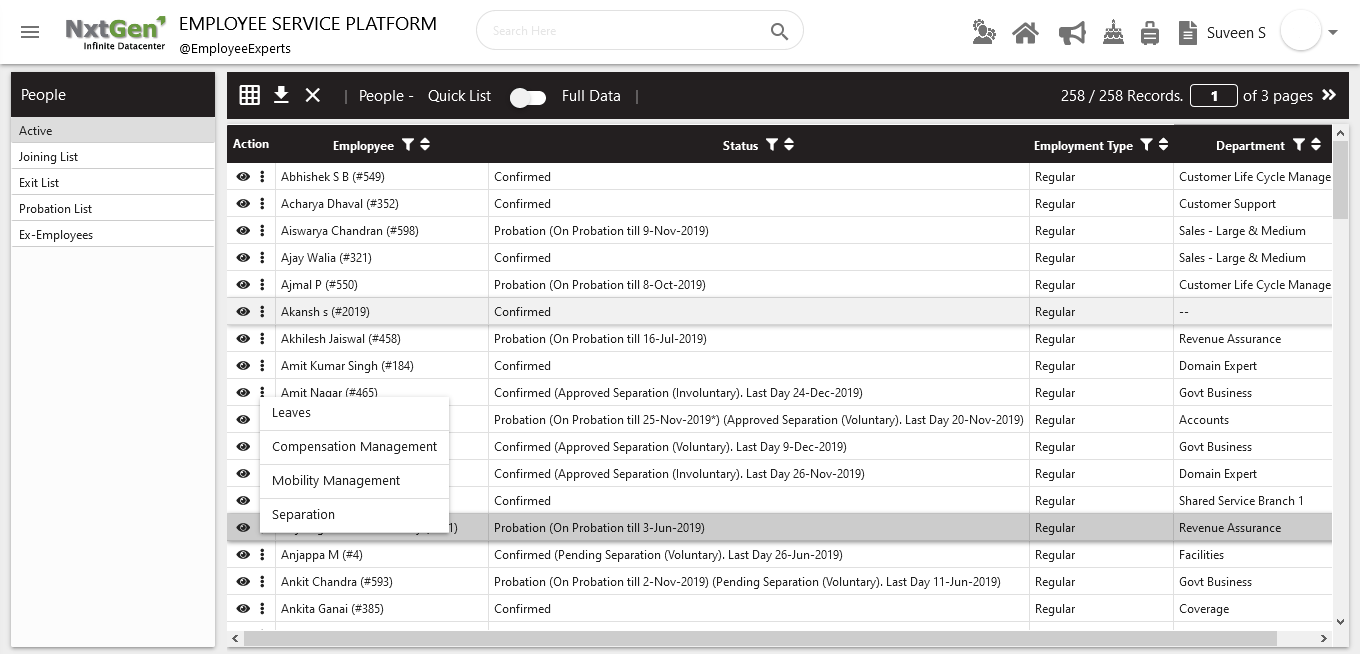 NxtGen
Infinite Datacenter
EMPLOYEE SERVICE PLATFORM
@EmployeeExperts
Search Here
Suveen S
People
Active
Joining List
Exit List
Probation List
Ex-Employees
| People - Quick List Full Data |
258 / 258 Records. 1 of 3 pages
Action Emplopyee Status Employment Type Department
Abhishek S B (#549) Confirmed Regular Customer Life Cycle Manage
Acharya Dhaval (#352) Confirmed Regular Customer Support
Aiswarya Chandran (#598) Probation (On Probation till 9-Nov-2019) Regular Sales - Large & Medium
Ajay Walia (#321) Confirmed Regular Sales - Large & Medium
Ajmal P (#550) Probation (On Probation till 8-Oct-2019) Regular Customer Life Cycle Manage
Akansh s (#2019) Confirmed Regular --
Akhilesh Jaiswal (#458) Probation (On Probation till 16-Jul-2019) Regular Revenue Assurance
Amit Kumar Singh (#184) Confirmed Regular Domain Expert
Amit Nagar (#465) Confirmed (Approved Separation (Involuntary). Last Day 24-Dec-2019) Regular Govt Business
Probation (On Probation till 25-Nov-2019*) (Approved Separation (Voluntary). Last Day 20-Nov-2019) Regular Accounts
Confirmed (Approved Separation (Voluntary). Last Day 9-Dec-2019) Regular Govt Business
Confirmed (Approved Separation (Involuntary). Last Day 26-Nov-2019) Regular Domain Expert
Confirmed Regular Shared Service Branch 1
1) Probation (On Probation till 3-Jun-2019) Regular Revenue Assurance
Leaves
Compensation Management
Mobility Management
Separation
Anjappa M (#4) Confirmed (Pending Separation (Voluntary). Last Day 26-Jun-2019) Regular Facilities
Ankit Chandra (#593) Probation (On Probation till 2-Nov-2019) (Pending Separation (Voluntary). Last Day 11-Jun-2019) Regular Govt Business
Ankita Ganai (#385) Confirmed Regular Coverage